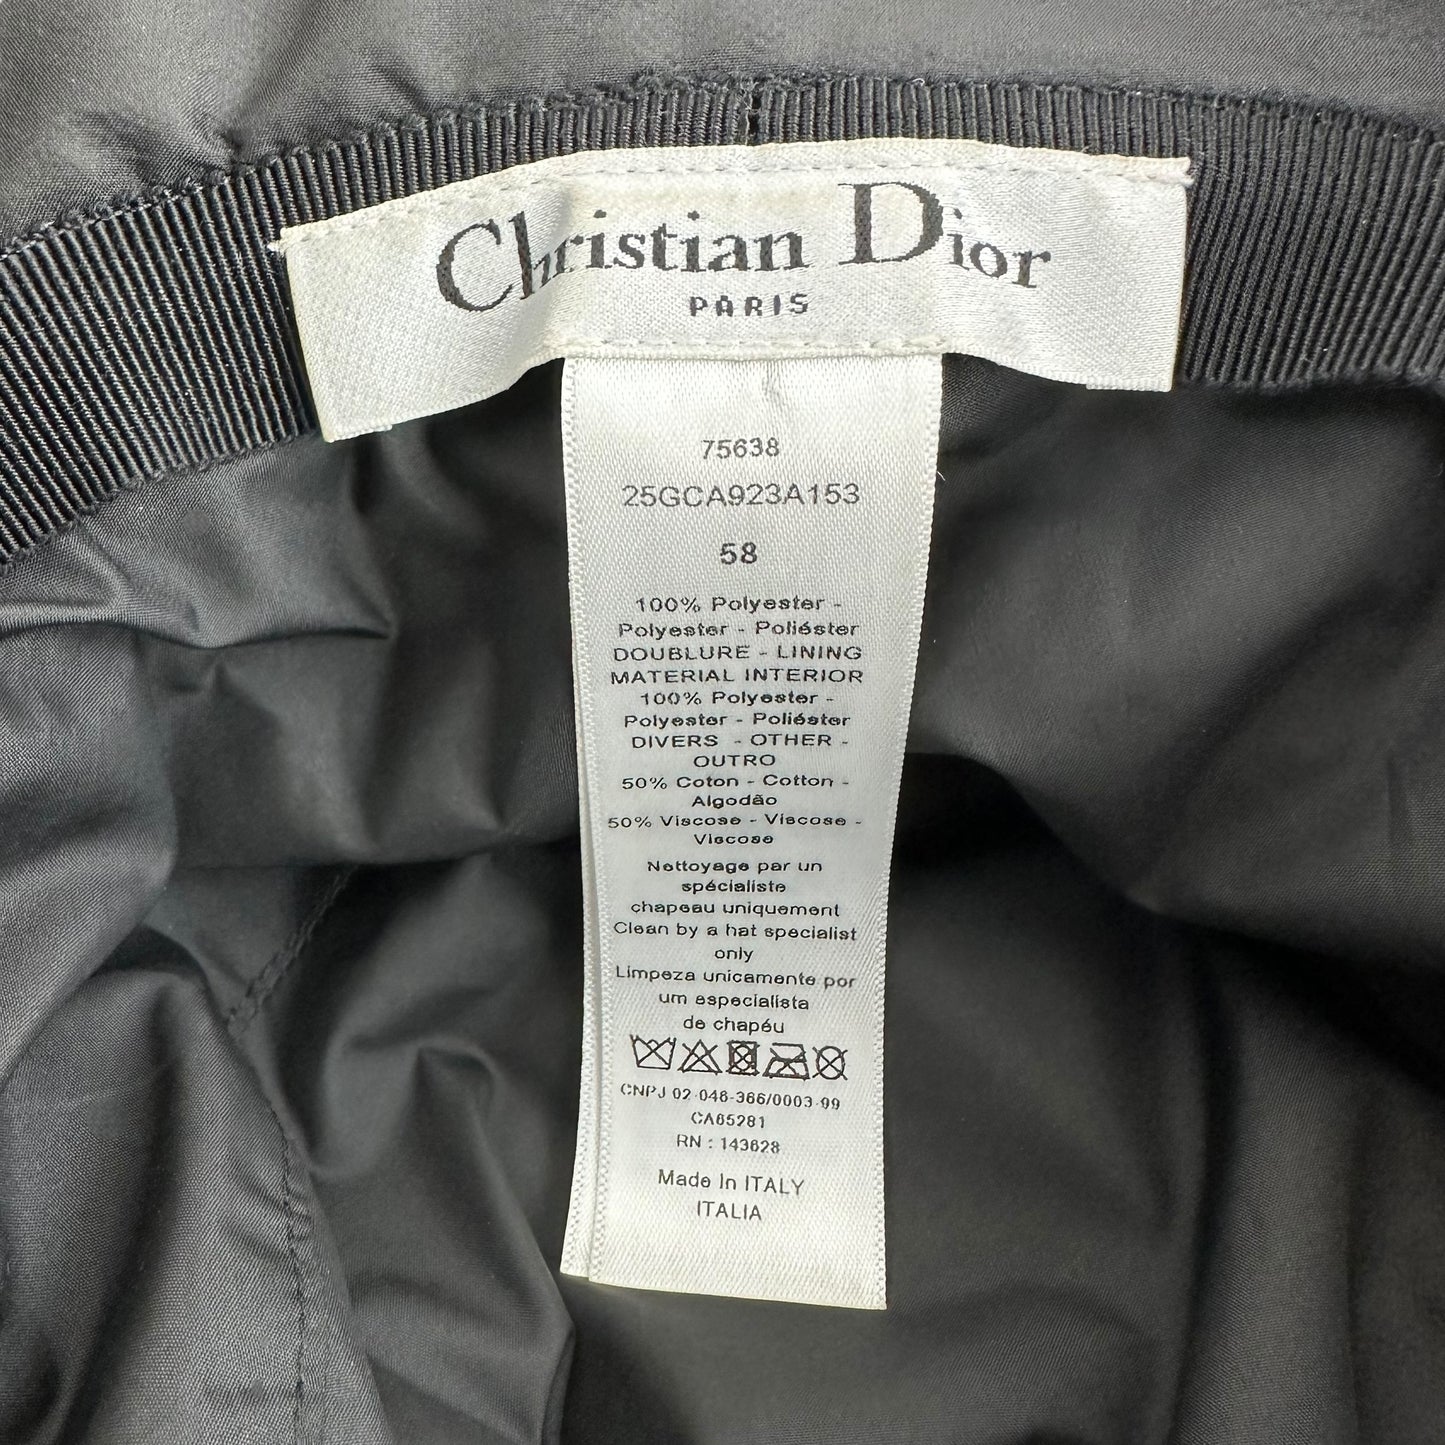 Christian Dior
PARIS
75638
25GCA923A153
58
100% Polyester -
Polyester - Poliéster
DOUBLURE - LINING
MATERIAL INTERIOR
100% Polyester -
Polyester - Poliéster
DIVERS - OTHER -
OUTRO
50% Coton - Cotton -
Algodão
50% Viscose - Viscose -
Viscose
Nettoyage par un
spécialiste
chapeau uniquement
Clean by a hat specialist
only
Limpeza unicamente por
um especialista
de chapéu
CNPJ 02-046-366/0003-99
CA65281
RN : 143628
Made In ITALY
ITALIA